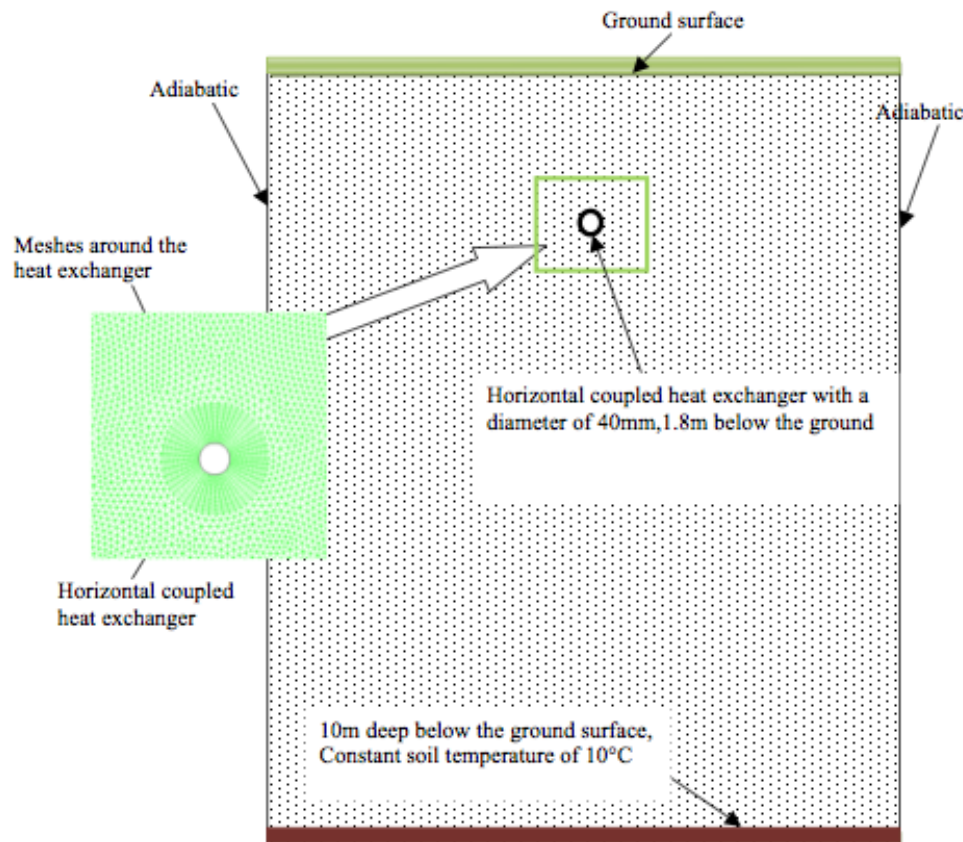 Ground surface
Adiabatic
Adiabatic
Meshes around the
heat exchanger
Horizontal coupled heat exchanger with a
diameter of 40mm,1.8m below the ground
Horizontal coupled
heat exchanger
10m deep below the ground surface,
Constant soil temperature of 10°C